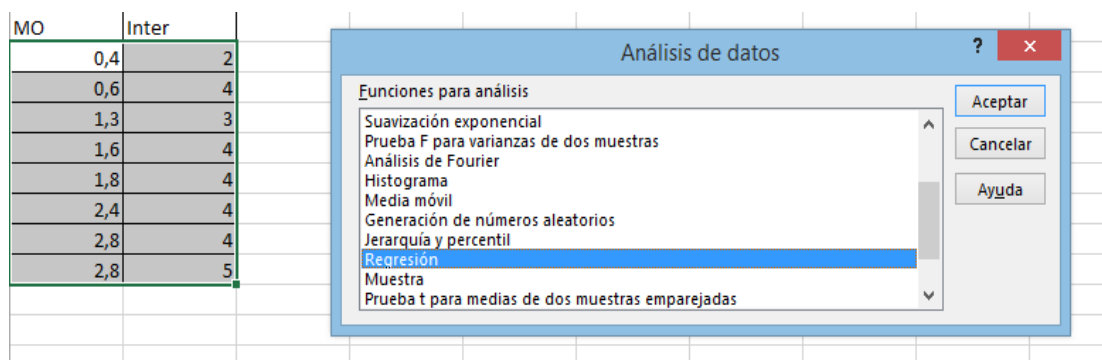 MO Inter
0,4 2
0,6 4
1,3 3
1,6 4
1,8 4
2,4 4
2,8 4
2,8 5
Análisis de datos ? ×
Funciones para análisis
Suavización exponencial
Prueba F para varianzas de dos muestras
Análisis de Fourier
Histograma
Media móvil
Generación de números aleatorios
Jerarquía y percentil
Regresión
Muestra
Prueba t para medias de dos muestras emparejadas
Aceptar
Cancelar
Ayuda